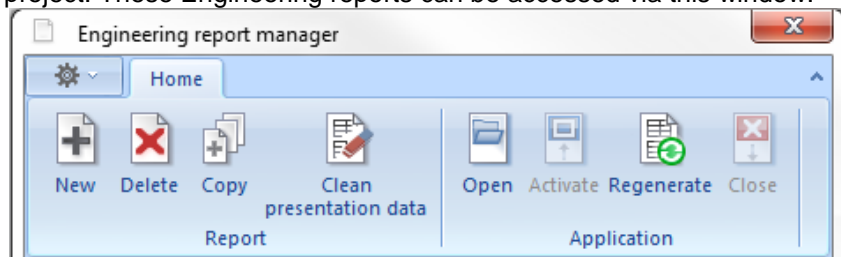 project. These Engineering reports can be accessed via this window.
Engineering report manager
Home
New Delete Copy Clean presentation data Open Activate Regenerate Close
Report Application